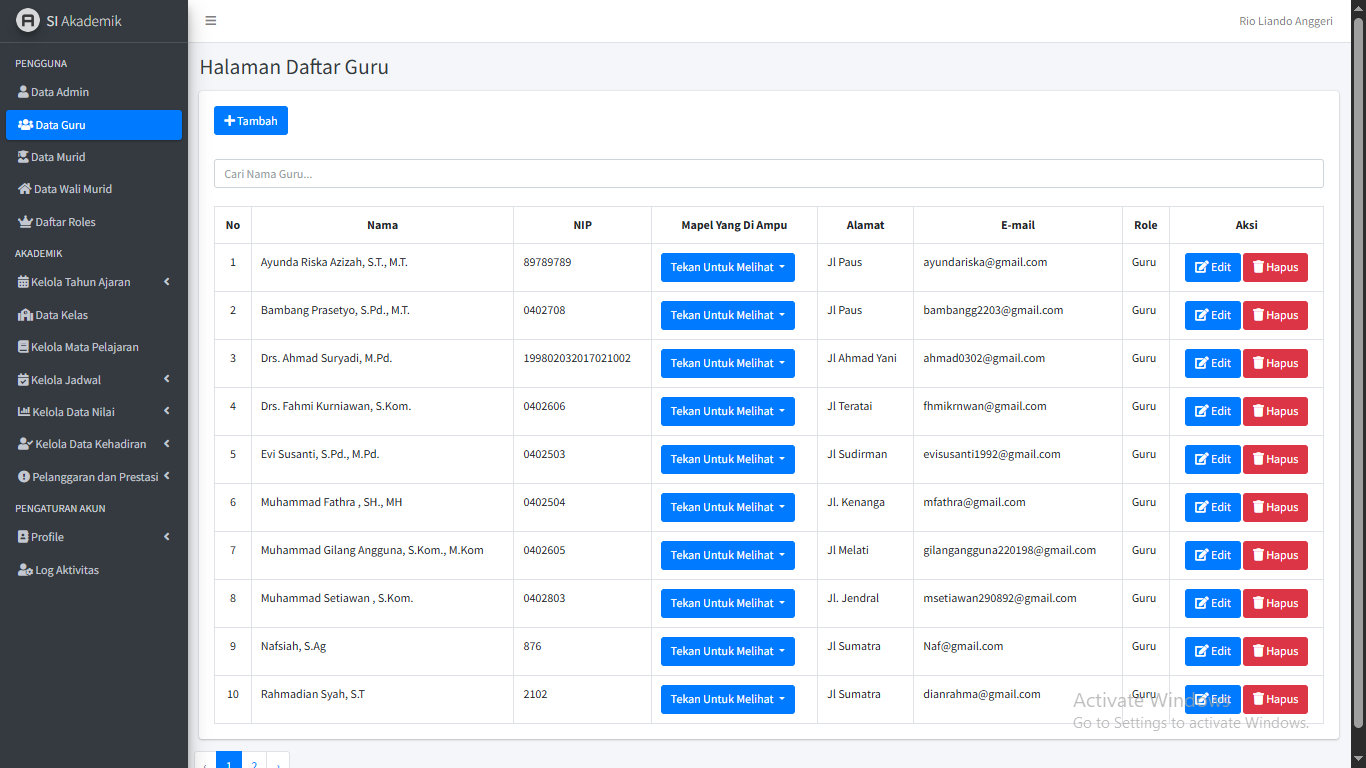 SI Akademik
Rio Liando Anggeri
PENGGUNA
Data Admin
Data Guru
Data Murid
Data Wali Murid
Daftar Roles
AKADEMIK
Kelola Tahun Ajaran
Data Kelas
Kelola Mata Pelajaran
Kelola Jadwal
Kelola Data Nilai
Kelola Data Kehadiran
Pelanggaran dan Prestasi
PENGATURAN AKUN
Profile
Log Aktivitas
Halaman Daftar Guru
Tambah
Cari Nama Guru...
No Nama NIP Mapel Yang Di Ampu Alamat E-mail Role Aksi
1 Ayunda Riska Azizah, S.T., M.T. 89789789 Tekan Untuk Melihat Jl Paus ayundariska@gmail.com Guru Edit Hapus
2 Bambang Prasetyo, S.Pd., M.T. 0402708 Tekan Untuk Melihat Jl Paus bambangg2203@gmail.com Guru Edit Hapus
3 Drs. Ahmad Suryadi, M.Pd. 199802032017021002 Tekan Untuk Melihat Jl Ahmad Yani ahmad0302@gmail.com Guru Edit Hapus
4 Drs. Fahmi Kurniawan, S.Kom. 0402606 Tekan Untuk Melihat Jl Teratai fhmikrnwan@gmail.com Guru Edit Hapus
5 Evi Susanti, S.Pd., M.Pd. 0402503 Tekan Untuk Melihat Jl Sudirman evisusanti1992@gmail.com Guru Edit Hapus
6 Muhammad Fathra , SH., MH 0402504 Tekan Untuk Melihat Jl. Kenanga mfathra@gmail.com Guru Edit Hapus
7 Muhammad Gilang Angguna, S.Kom., M.Kom 0402605 Tekan Untuk Melihat Jl Melati gilangangguna220198@gmail.com Guru Edit Hapus
8 Muhammad Setiawan , S.Kom. 0402803 Tekan Untuk Melihat Jl. Jendral msetiawan290892@gmail.com Guru Edit Hapus
9 Nafsiah, S.Ag 876 Tekan Untuk Melihat Jl Sumatra Naf@gmail.com Guru Edit Hapus
10 Rahmadian Syah, S.T 2102 Tekan Untuk Melihat Jl Sumatra dianrahma@gmail.com Guru Edit Hapus
Activate Windows
Go to Settings to activate Windows.
‹ 1 2 ›